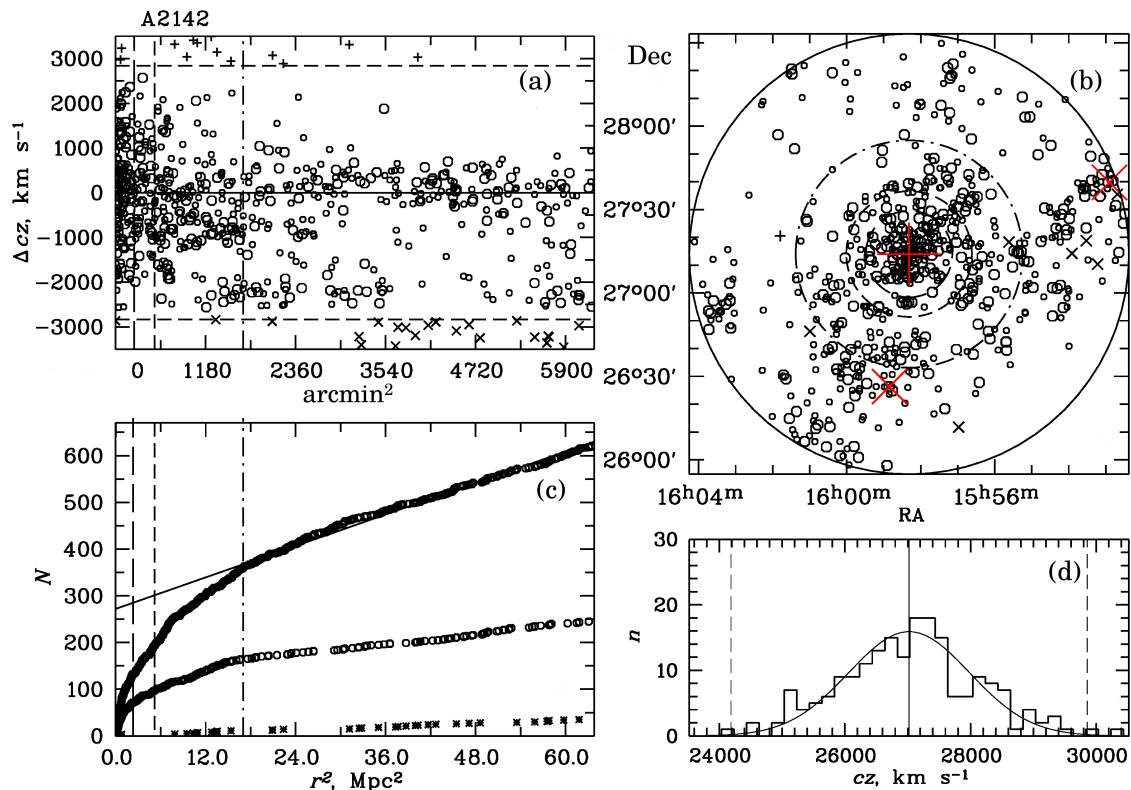 A2142
3000
2000
1000
0
−1000
−2000
−3000
Δcz, km s⁻¹
(a)
0 1180 2360 3540 4720 5900
arcmin²
Dec
(b)
28°00′
27°30′
27°00′
26°30′
26°00′
16ʰ04ᵐ 16ʰ00ᵐ 15ʰ56ᵐ
RA
600
500
400
300
200
100
0
N
(c)
0.0 12.0 24.0 36.0 48.0 60.0
r², Mpc²
30
20
10
0
n
(d)
24000 26000 28000 30000
cz, km s⁻¹